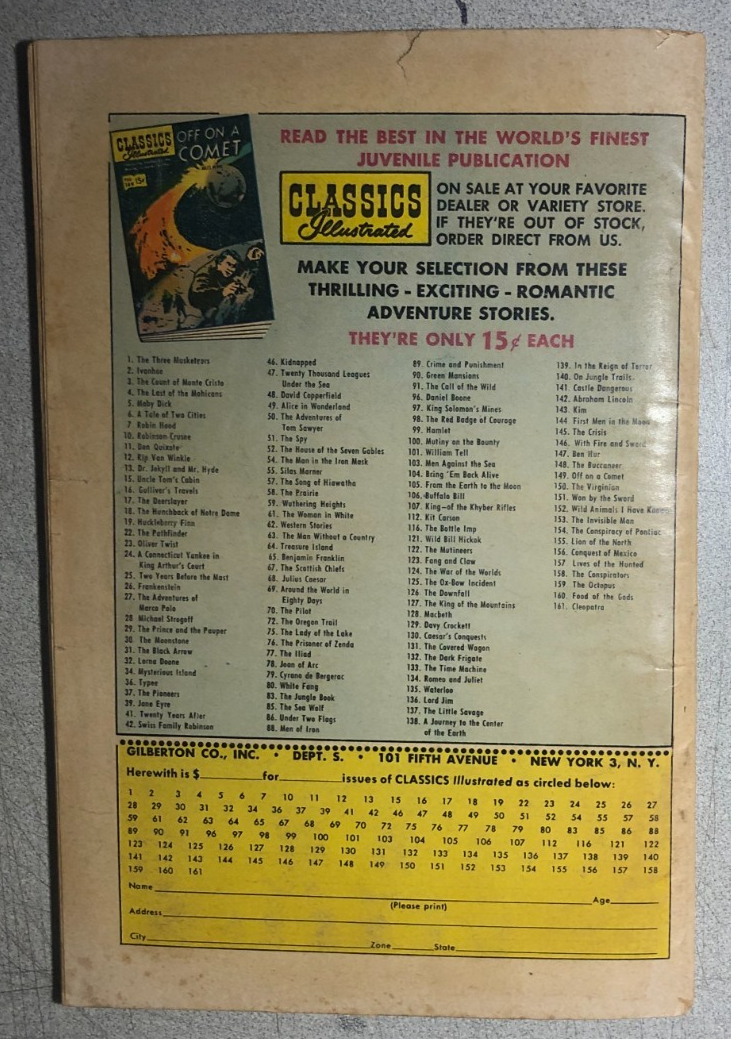 CLASSICS
Illustrated
OFF ON A
COMET
15¢
READ THE BEST IN THE WORLD'S FINEST
JUVENILE PUBLICATION
CLASSICS
Illustrated
ON SALE AT YOUR FAVORITE
DEALER OR VARIETY STORE.
IF THEY'RE OUT OF STOCK,
ORDER DIRECT FROM US.
MAKE YOUR SELECTION FROM THESE
THRILLING - EXCITING - ROMANTIC
ADVENTURE STORIES.
THEY'RE ONLY 15¢ EACH
1. The Three Musketeers
2. Ivanhoe
3. The Count of Monte Cristo
4. The Last of the Mohicans
5. Moby Dick
6. A Tale of Two Cities
7 Robin Hood
10. Robinson Crusoe
11. Don Quixote
12. Rip Van Winkle
13. Dr. Jekyll and Mr. Hyde
15. Uncle Tom's Cabin
16. Gulliver's Travels
17. The Deerslayer
18. The Hunchback of Notre Dame
19. Huckleberry Finn
22. The Pathfinder
23. Oliver Twist
24. A Connecticut Yankee in
King Arthur's Court
25. Two Years Before the Mast
26. Frankenstein
27. The Adventures of
Marco Polo
28 Michael Strogoff
29. The Prince and the Pauper
30. The Moonstone
31. The Black Arrow
32. Lorna Doone
34. Mysterious Island
36. Typee
37. The Pioneers
39. Jane Eyre
41. Twenty Years After
42. Swiss Family Robinson
46. Kidnapped
47. Twenty Thousand Leagues
Under the Sea
48. David Copperfield
49. Alice in Wonderland
50. The Adventures of
Tom Sawyer
51. The Spy
52. The House of the Seven Gables
54. The Man in the Iron Mask
55. Silas Marner
57. The Song of Hiawatha
58. The Prairie
59. Wuthering Heights
61. The Woman in White
62. Western Stories
63. The Man Without a Country
64. Treasure Island
65. Benjamin Franklin
67. The Scottish Chiefs
68. Julius Caesar
69. Around the World in
Eighty Days
70. The Pilot
72. The Oregon Trail
75. The Lady of the Lake
76. The Prisoner of Zenda
77. The Iliad
78. Joan of Arc
79. Cyrano de Bergerac
80. White Fang
83. The Jungle Book
85. The Sea Wolf
86. Under Two Flags
88. Men of Iron
89. Crime and Punishment
90. Green Mansions
91. The Call of the Wild
96. Daniel Boone
97. King Solomon's Mines
98. The Red Badge of Courage
99. Hamlet
100. Mutiny on the Bounty
101. William Tell
103. Men Against the Sea
104. Bring 'Em Back Alive
105. From the Earth to the Moon
106. Buffalo Bill
107. King—of the Khyber Rifles
112. Kit Carson
116. The Bottle Imp
121. Wild Bill Hickok
122. The Mutineers
123. Fang and Claw
124. The War of the Worlds
125. The Ox-Bow Incident
126 The Downfall
127. The King of the Mountains
128. Macbeth
129. Davy Crockett
130. Caesar's Conquests
131. The Covered Wagon
132. The Dark Frigate
133. The Time Machine
134. Romeo and Juliet
135. Waterloo
136. Lord Jim
137. The Little Savage
138. A Journey to the Center
of the Earth
139. In the Reign of Terror
140. On Jungle Trails
141. Castle Dangerous
142. Abraham Lincoln
143. Kim
144 First Men in the Moon
145. The Crisis
146. With Fire and Sword
147. Ben Hur
148. The Buccaneer
149. Off on a Comet
150. The Virginian
151. Won by the Sword
152. Wild Animals I Have Known
153. The Invisible Man
154. The Conspiracy of Pontiac
155. Lion of the North
156. Conquest of Mexico
157 Lives of the Hunted
158. The Conspirators
159 The Octopus
160 Food of the Gods
161. Cleopatra
GILBERTON CO., INC. • DEPT. S. • 101 FIFTH AVENUE • NEW YORK 3, N. Y.
Herewith is $ for issues of CLASSICS Illustrated as circled below:
1 2 3 4 5 6 7 10 11 12 13 15 16 17 18 19 22 23 24 25 26 27
28 29 30 31 32 34 36 37 39 41 42 46 47 48 49 50 51 52 54 55 57 58
59 61 62 63 64 65 67 68 69 70 72 75 76 77 78 79 80 83 85 86 88
89 90 91 96 97 98 99 100 101 103 104 105 106 107 112 116 121 122
123 124 125 126 127 128 129 130 131 132 133 134 135 136 137 138 139 140
141 142 143 144 145 146 147 148 149 150 151 152 153 154 155 156 157 158
159 160 161
Name Age
(Please print)
Address
City Zone State